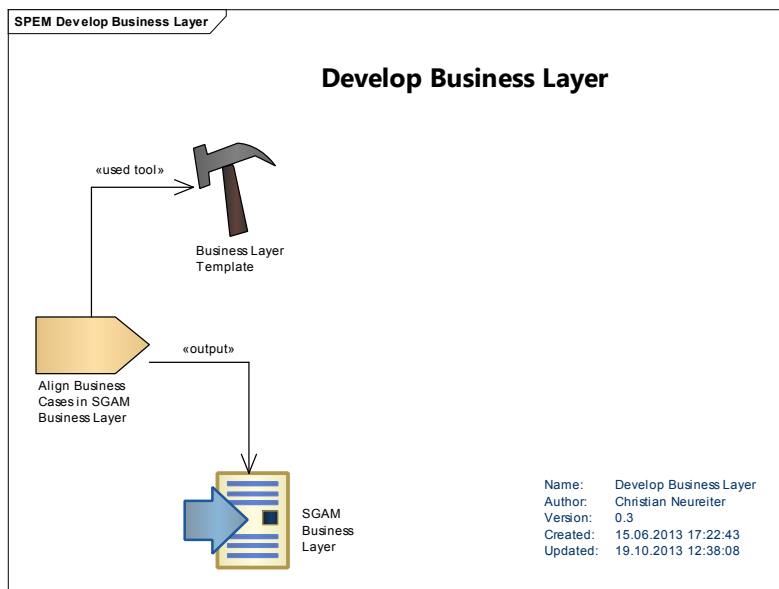 SPEM Develop Business Layer
Develop Business Layer
«used tool»
Business Layer
Template
«output»
Align Business
Cases in SGAM
Business Layer
SGAM
Business
Layer
Name: Develop Business Layer
Author: Christian Neureiter
Version: 0.3
Created: 15.06.2013 17:22:43
Updated: 19.10.2013 12:38:08